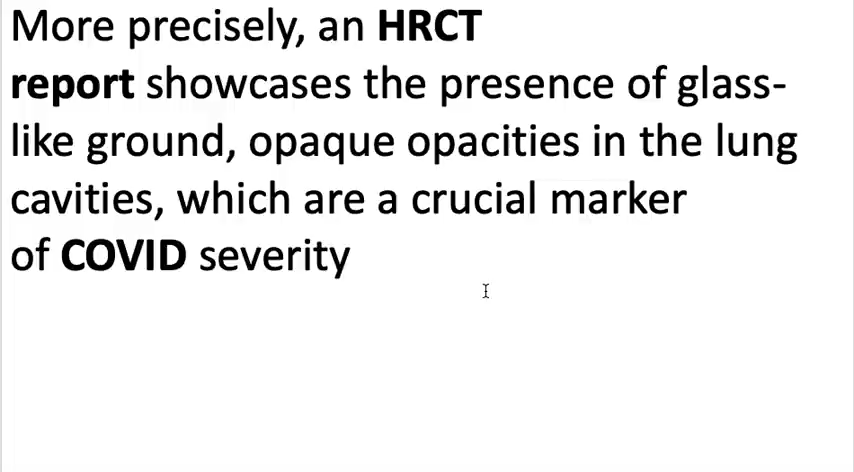 More precisely, an HRCT
report showcases the presence of glass-
like ground, opaque opacities in the lung
cavities, which are a crucial marker
of COVID severity